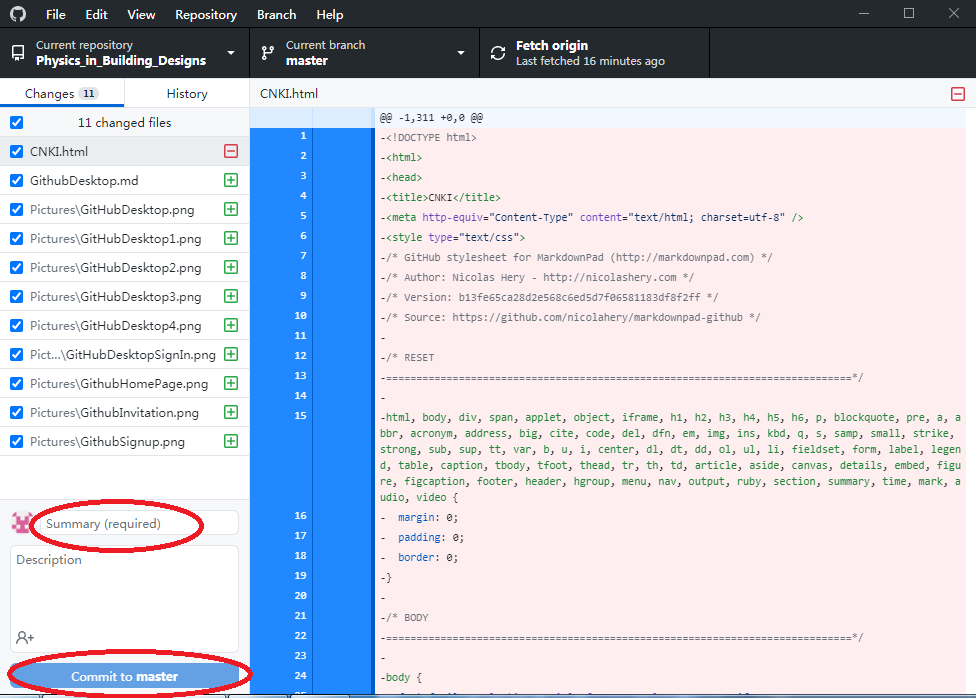 File Edit View Repository Branch Help
Current repository
Physics_in_Building_Designs
Current branch
master
Fetch origin
Last fetched 16 minutes ago
Changes 11
History
CNKI.html
11 changed files
CNKI.html
GithubDesktop.md
Pictures\GitHubDesktop.png
Pictures\GitHubDesktop1.png
Pictures\GitHubDesktop2.png
Pictures\GitHubDesktop3.png
Pictures\GitHubDesktop4.png
Pict...\GitHubDesktopSignIn.png
Pictures\GithubHomePage.png
Pictures\GithubInvitation.png
Pictures\GithubSignup.png
Summary (required)
Description
Commit to master
@@ -1,311 +0,0 @@
1 -<!DOCTYPE html>
2 -<html>
3 -<head>
4 -<title>CNKI</title>
5 -<meta http-equiv="Content-Type" content="text/html; charset=utf-8" />
6 -<style type="text/css">
7 -/* GitHub stylesheet for MarkdownPad (http://markdownpad.com) */
8 -/* Author: Nicolas Hery - http://nicolashery.com */
9 -/* Version: b13fe65ca28d2e568c6ed5d7f06581183df8f2ff */
10 -/* Source: https://github.com/nicolahery/markdownpad-github */
11 -
12 -/* RESET
13 -=============================================================================*/
14 -
15 -html, body, div, span, applet, object, iframe, h1, h2, h3, h4, h5, h6, p, blockquote, pre, a, a
bbr, acronym, address, big, cite, code, del, dfn, em, img, ins, kbd, q, s, samp, small, strike,
strong, sub, sup, tt, var, b, u, i, center, dl, dt, dd, ol, ul, li, fieldset, form, label, legen
d, table, caption, tbody, tfoot, thead, tr, th, td, article, aside, canvas, details, embed, figu
re, figcaption, footer, header, hgroup, menu, nav, output, ruby, section, summary, time, mark, a
udio, video {
16 - margin: 0;
17 - padding: 0;
18 - border: 0;
19 -}
20 -
21 -/* BODY
22 -=============================================================================*/
23 -
24 -body {